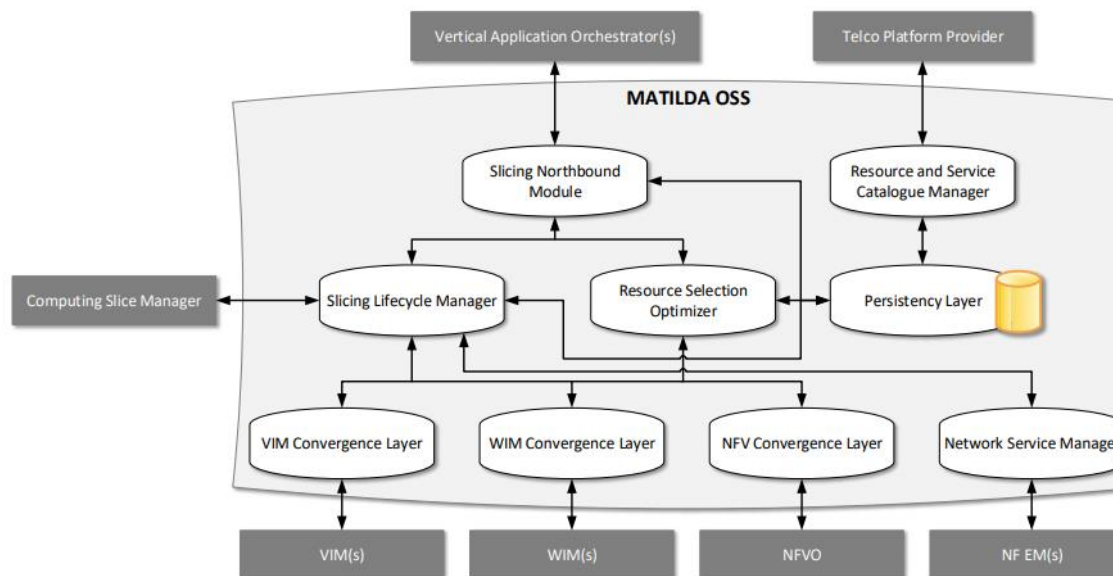 Vertical Application Orchestrator(s)
Telco Platform Provider
MATILDA OSS
Slicing Northbound
Module
Resource and Service
Catalogue Manager
Computing Slice Manager
Slicing Lifecycle Manager
Resource Selection
Optimizer
Persistency Layer
VIM Convergence Layer
WIM Convergence Layer
NFV Convergence Layer
Network Service Manage
VIM(s)
WIM(s)
NFVO
NF EM(s)